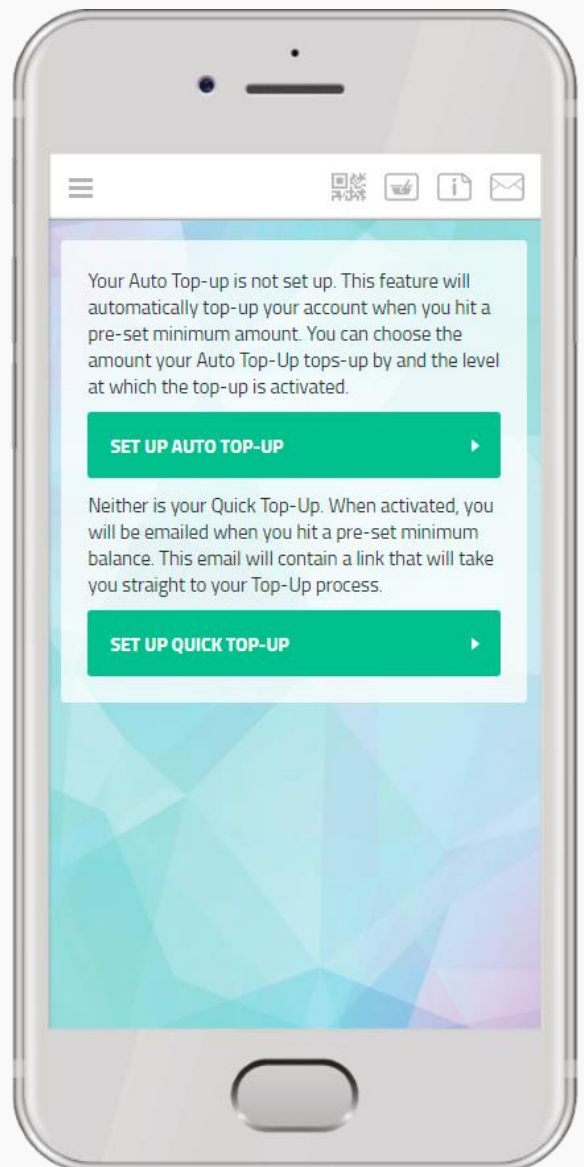 Your Auto Top-up is not set up. This feature will
automatically top-up your account when you hit a
pre-set minimum amount. You can choose the
amount your Auto Top-Up tops-up by and the level
at which the top-up is activated.
SET UP AUTO TOP-UP
Neither is your Quick Top-Up. When activated, you
will be emailed when you hit a pre-set minimum
balance. This email will contain a link that will take
you straight to your Top-Up process.
SET UP QUICK TOP-UP